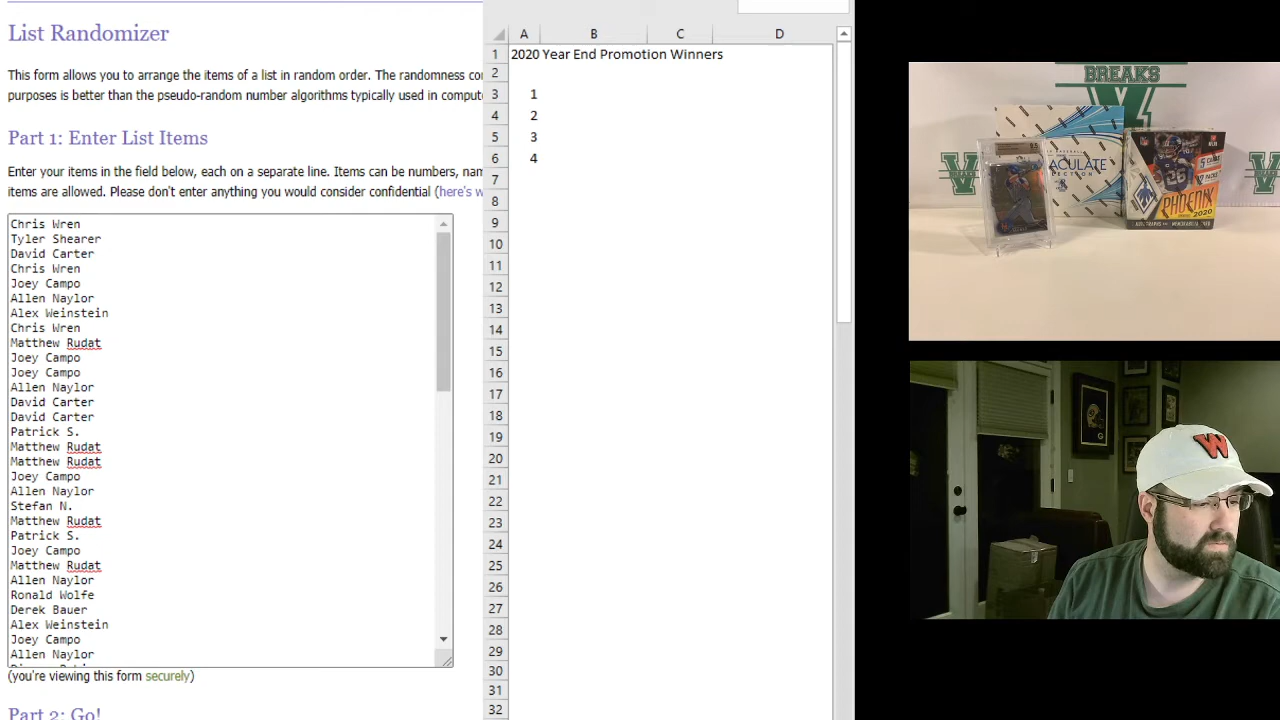 List Randomizer
This form allows you to arrange the items of a list in random order. The randomness co
purposes is better than the pseudo-random number algorithms typically used in compute
Part 1: Enter List Items
Enter your items in the field below, each on a separate line. Items can be numbers, nam
items are allowed. Please don't enter anything you would consider confidential (here's w
Chris Wren
Tyler Shearer
David Carter
Chris Wren
Joey Campo
Allen Naylor
Alex Weinstein
Chris Wren
Matthew Rudat
Joey Campo
Joey Campo
Allen Naylor
David Carter
David Carter
Patrick S.
Matthew Rudat
Matthew Rudat
Joey Campo
Allen Naylor
Stefan N.
Matthew Rudat
Patrick S.
Joey Campo
Matthew Rudat
Allen Naylor
Ronald Wolfe
Derek Bauer
Alex Weinstein
Joey Campo
Allen Naylor
(you're viewing this form securely)
Part 2: Go!
A B C D
1 2020 Year End Promotion Winners
2
3 1
4 2
5 3
6 4
7
8
9
10
11
12
13
14
15
16
17
18
19
20
21
22
23
24
25
26
27
28
29
30
31
32
BREAKS
V
V
V
9.5
ACULATE
26
PHOENIX
2020
W
G